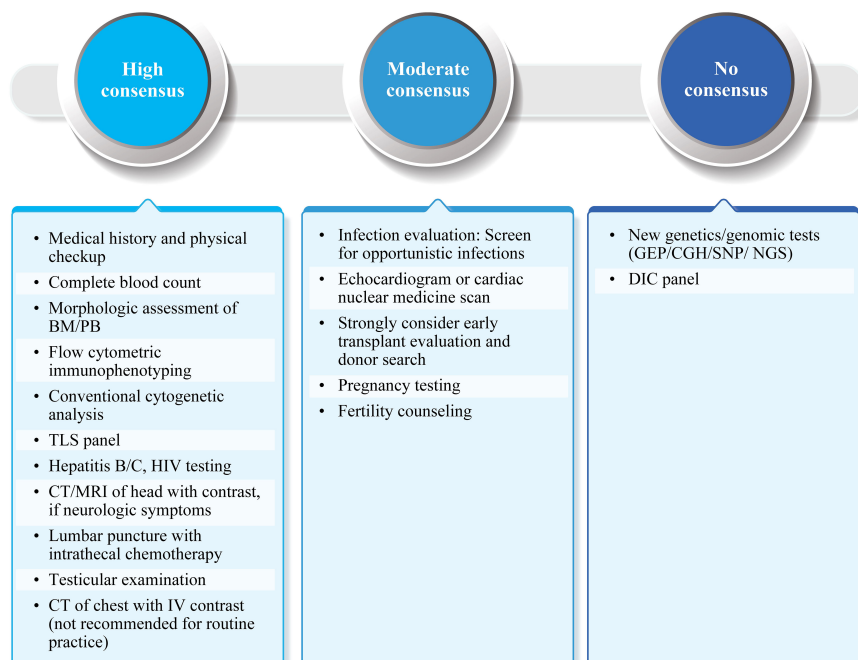 High
consensus
Moderate
consensus
No
consensus
• Medical history and physical
checkup
• Complete blood count
• Morphologic assessment of
BM/PB
• Flow cytometric
immunophenotyping
• Conventional cytogenetic
analysis
• TLS panel
• Hepatitis B/C, HIV testing
• CT/MRI of head with contrast,
if neurologic symptoms
• Lumbar puncture with
intrathecal chemotherapy
• Testicular examination
• CT of chest with IV contrast
(not recommended for routine
practice)
• Infection evaluation: Screen
for opportunistic infections
• Echocardiogram or cardiac
nuclear medicine scan
• Strongly consider early
transplant evaluation and
donor search
• Pregnancy testing
• Fertility counseling
• New genetics/genomic tests
(GEP/CGH/SNP/ NGS)
• DIC panel